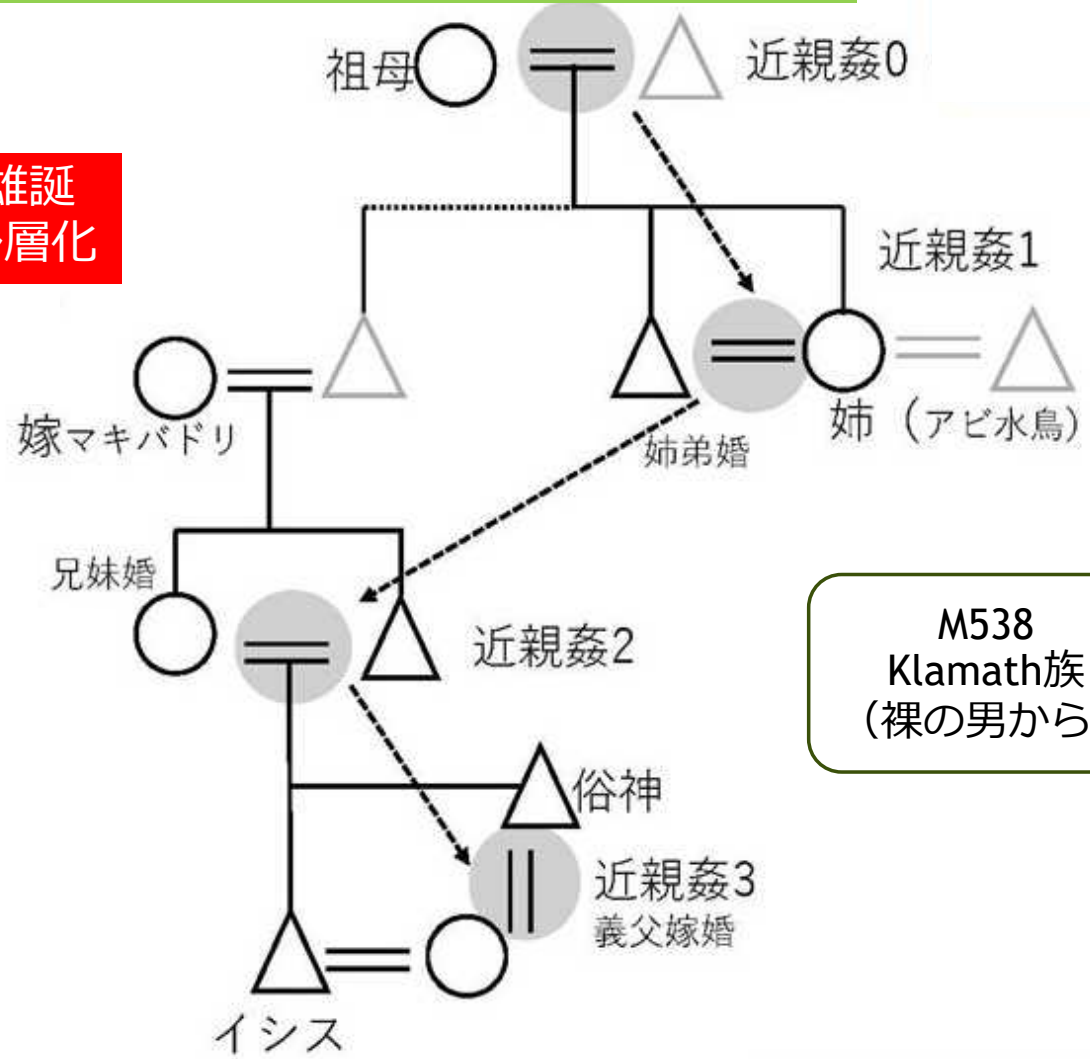 祖母
近親姦0
雄誕
層化
近親姦1
嫁マキバドリ
姉弟婚
姉（アビ水鳥）
兄妹婚
近親姦2
M538
Klamath族
（裸の男から
俗神
近親姦3
義父嫁婚
イシス